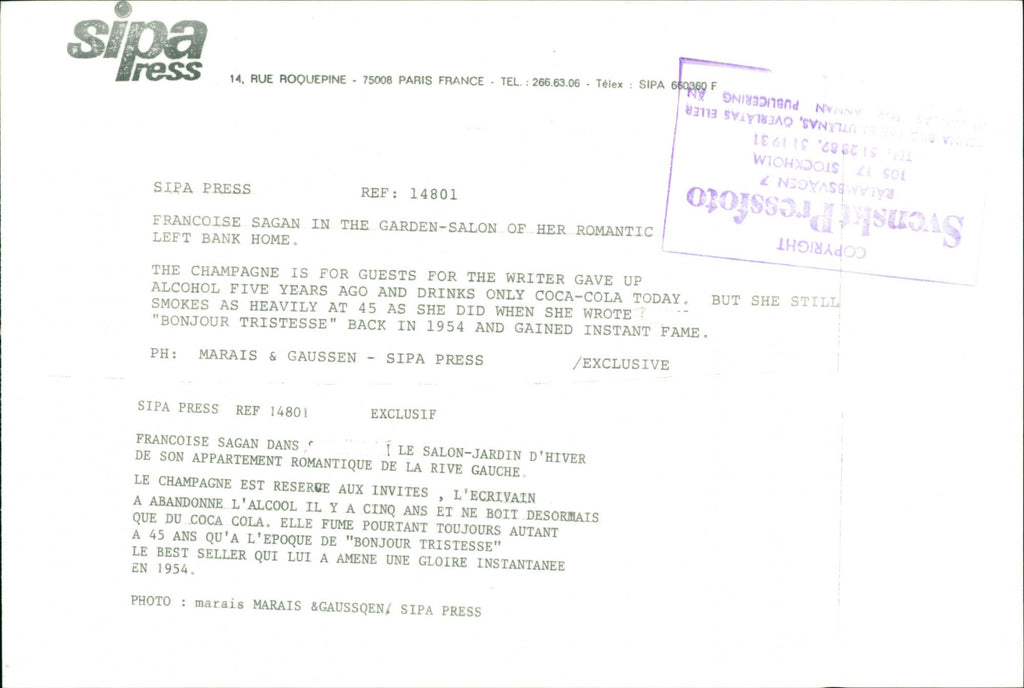 sipa
Press
14, RUE ROQUEPINE - 75008 PARIS FRANCE - TEL. : 266.63.06 - Télex : SIPA 660360 F
COPYRIGHT
Svenskt Pressfoto
RÅLAMBSVÄGEN 7
105 17 STOCKHOLM
TEL. 51 28 89, 51 19 31
UTLÅNAS, ÖVERLÅTAS ELLER
ANNAN PUBLICERING ÄN
SIPA PRESS REF: 14801
FRANCOISE SAGAN IN THE GARDEN-SALON OF HER ROMANTIC
LEFT BANK HOME.
THE CHAMPAGNE IS FOR GUESTS FOR THE WRITER GAVE UP
ALCOHOL FIVE YEARS AGO AND DRINKS ONLY COCA-COLA TODAY. BUT SHE STILL
SMOKES AS HEAVILY AT 45 AS SHE DID WHEN SHE WROTE
"BONJOUR TRISTESSE" BACK IN 1954 AND GAINED INSTANT FAME.
PH: MARAIS & GAUSSEN - SIPA PRESS /EXCLUSIVE
SIPA PRESS REF 14801 EXCLUSIF
FRANCOISE SAGAN DANS LE SALON-JARDIN D'HIVER
DE SON APPARTEMENT ROMANTIQUE DE LA RIVE GAUCHE.
LE CHAMPAGNE EST RESERVE AUX INVITES , L'ECRIVAIN
A ABANDONNE L'ALCOOL IL Y A CINQ ANS ET NE BOIT DESORMAIS
QUE DU COCA COLA. ELLE FUME POURTANT TOUJOURS AUTANT
A 45 ANS QU'A L'EPOQUE DE "BONJOUR TRISTESSE"
LE BEST SELLER QUI LUI A AMENE UNE GLOIRE INSTANTANEE
EN 1954.
PHOTO : marais MARAIS &GAUSSQEN/ SIPA PRESS